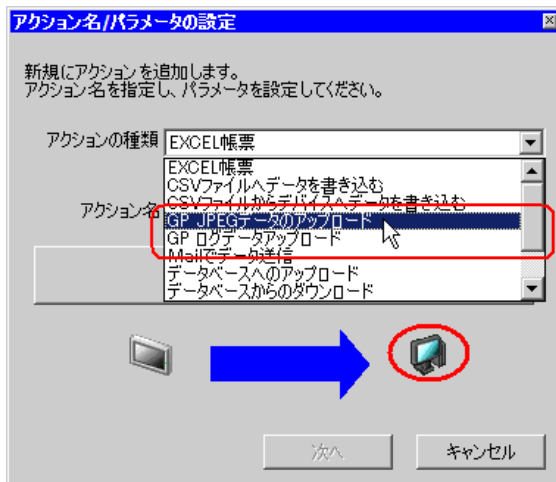 アクション名/パラメータの設定
新規にアクションを追加します。
アクション名を指定し、パラメータを設定してください。
アクションの種類 EXCEL帳票
EXCEL帳票
CSVファイルへデータを書き込む
CSVファイルからデバイスへデータを書き込む
アクション名
GP JPEGデータのアップロード
GP ログデータアップロード
Mailでデータ送信
データベースへのアップロード
データベースからのダウンロード
次へ キャンセル